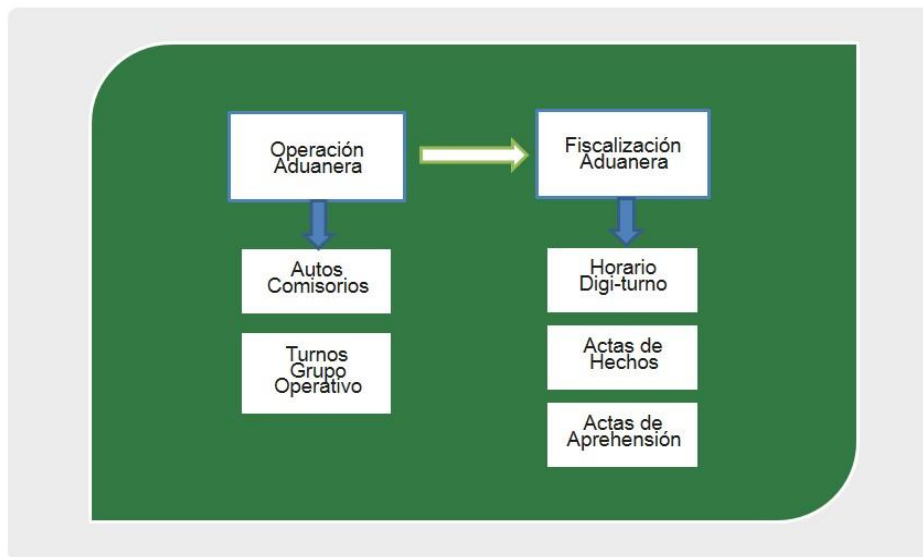 Operación
Aduanera
Autos
Comisorios
Turnos
Grupo
Operativo
Fiscalización
Aduanera
Horario
Digi-turno
Actas de
Hechos
Actas de
Aprehensión